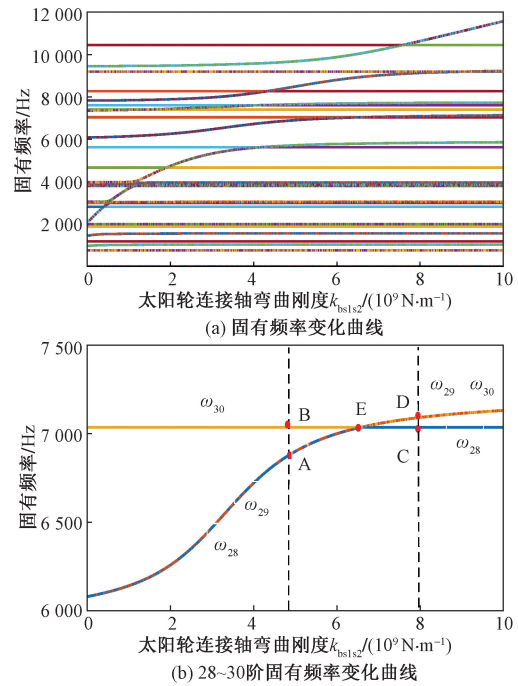 12 000
10 000
8 000
6 000
4 000
2 000
固有频率/Hz
0 2 4 6 8 10
太阳轮连接轴弯曲刚度k_bs1s2/(10⁹ N·m⁻¹)
(a) 固有频率变化曲线
7 500
7 000
6 500
6 000
固有频率/Hz
ω₃₀ B E D ω₂₉ ω₃₀
A C ω₂₈
ω₂₉
ω₂₈
0 2 4 6 8 10
太阳轮连接轴弯曲刚度k_bs1s2/(10⁹ N·m⁻¹)
(b) 28~30阶固有频率变化曲线